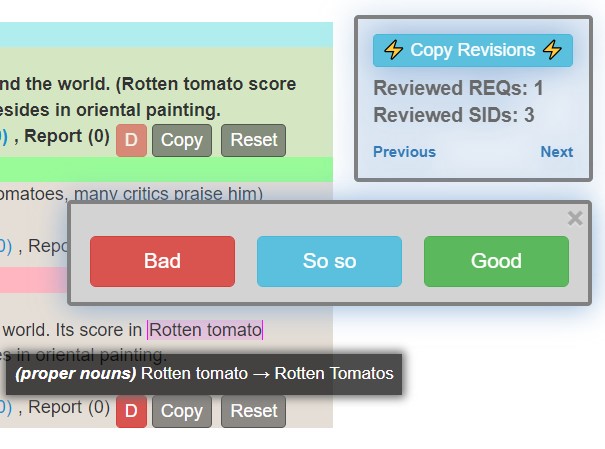 ⚡ Copy Revisions ⚡
Reviewed REQs: 1
Reviewed SIDs: 3
Previous Next
nd the world. (Rotten tomato score
esides in oriental painting.
) , Report (0) D Copy Reset
omatoes, many critics praise him)
0) , Repo
×
Bad So so Good
world. Its score in Rotten tomato
s in oriental painting.
(proper nouns) Rotten tomato → Rotten Tomatos
0) , Report (0) D Copy Reset